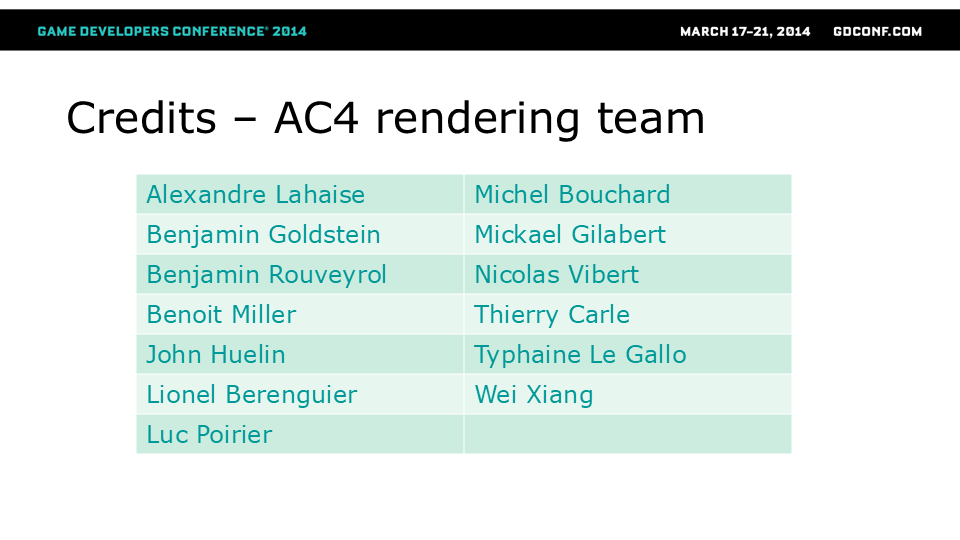 GAME DEVELOPERS CONFERENCE® 2014
MARCH 17–21, 2014 GDCONF.COM
Credits – AC4 rendering team
Alexandre Lahaise
Michel Bouchard
Benjamin Goldstein
Mickael Gilabert
Benjamin Rouveyrol
Nicolas Vibert
Benoit Miller
Thierry Carle
John Huelin
Typhaine Le Gallo
Lionel Berenguier
Wei Xiang
Luc Poirier